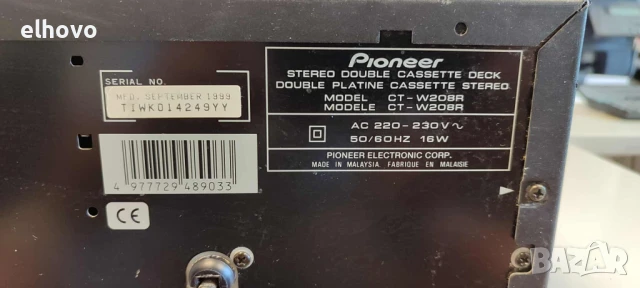 elhovo
Pioneer
STEREO DOUBLE CASSETTE DECK
DOUBLE PLATINE CASSETTE STEREO
MODEL CT-W208R
MODELE CT-W208R
AC 220-230V~
50/60HZ 16W
PIONEER ELECTRONIC CORP.
MADE IN MALAYSIA. FABRIQUE EN MALAISIE
SERIAL NO.
MFD. SEPTEMBER 1999
TIWK014249YY
4 977729 489033
CE
BAZAR